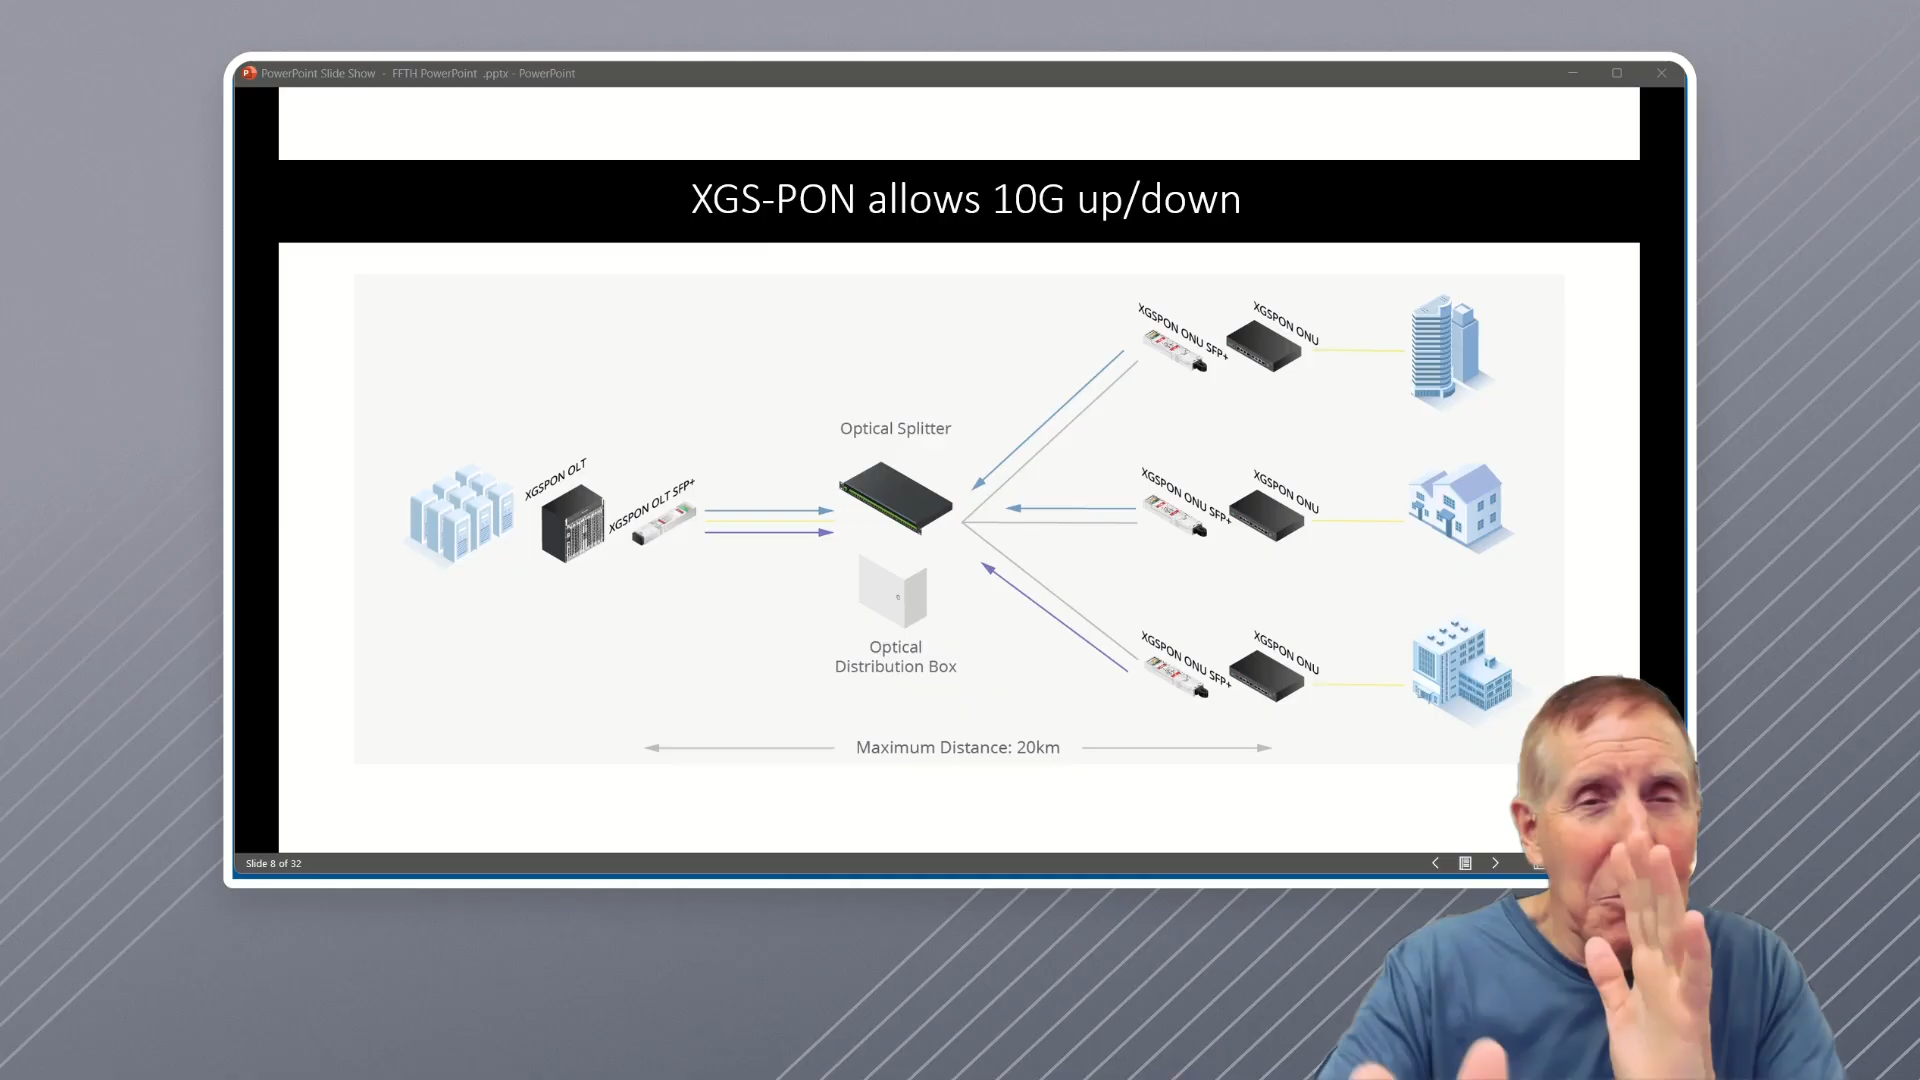 PowerPoint Slide Show - FFTH PowerPoint .pptx - PowerPoint
XGS-PON allows 10G up/down
XGSPON ONU SFP+
XGSPON ONU
Optical Splitter
XGSPON OLT
XGSPON OLT SFP+
XGSPON ONU SFP+
XGSPON ONU
Optical
Distribution Box
XGSPON ONU SFP+
XGSPON ONU
Maximum Distance: 20km
Slide 8 of 32